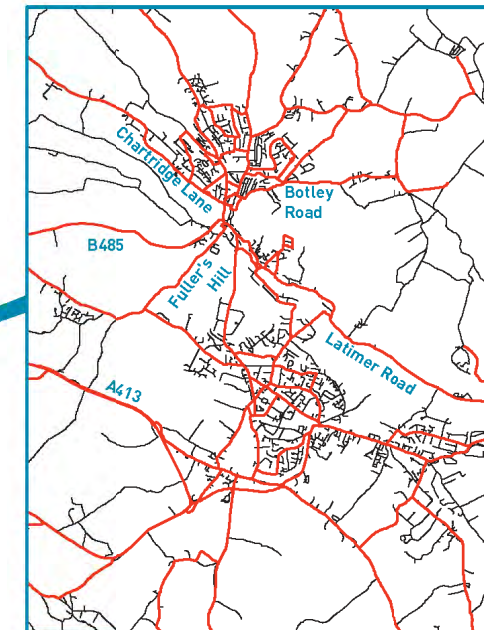 Chartridge Lane
Botley
Road
B485
Fuller's
Hill
Latimer Road
A413